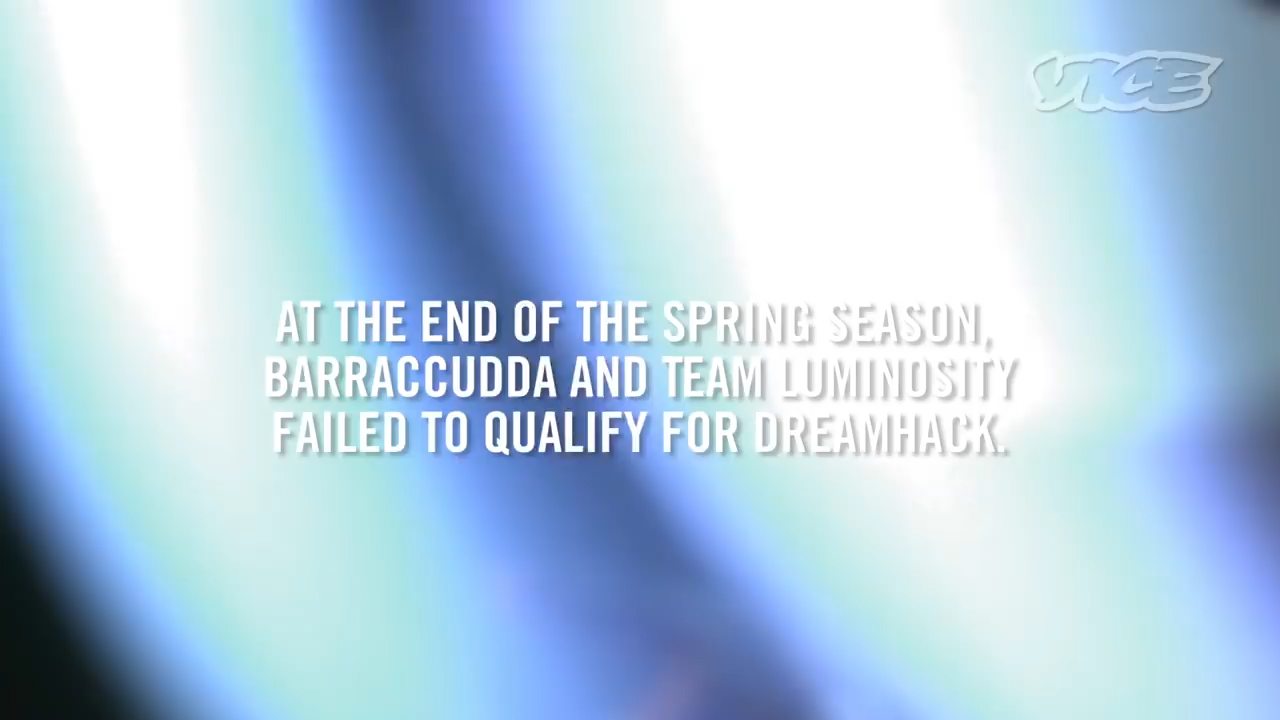 VICE
AT THE END OF THE SPRING SEASON,
BARRACCUDDA AND TEAM LUMINOSITY
FAILED TO QUALIFY FOR DREAMHACK.